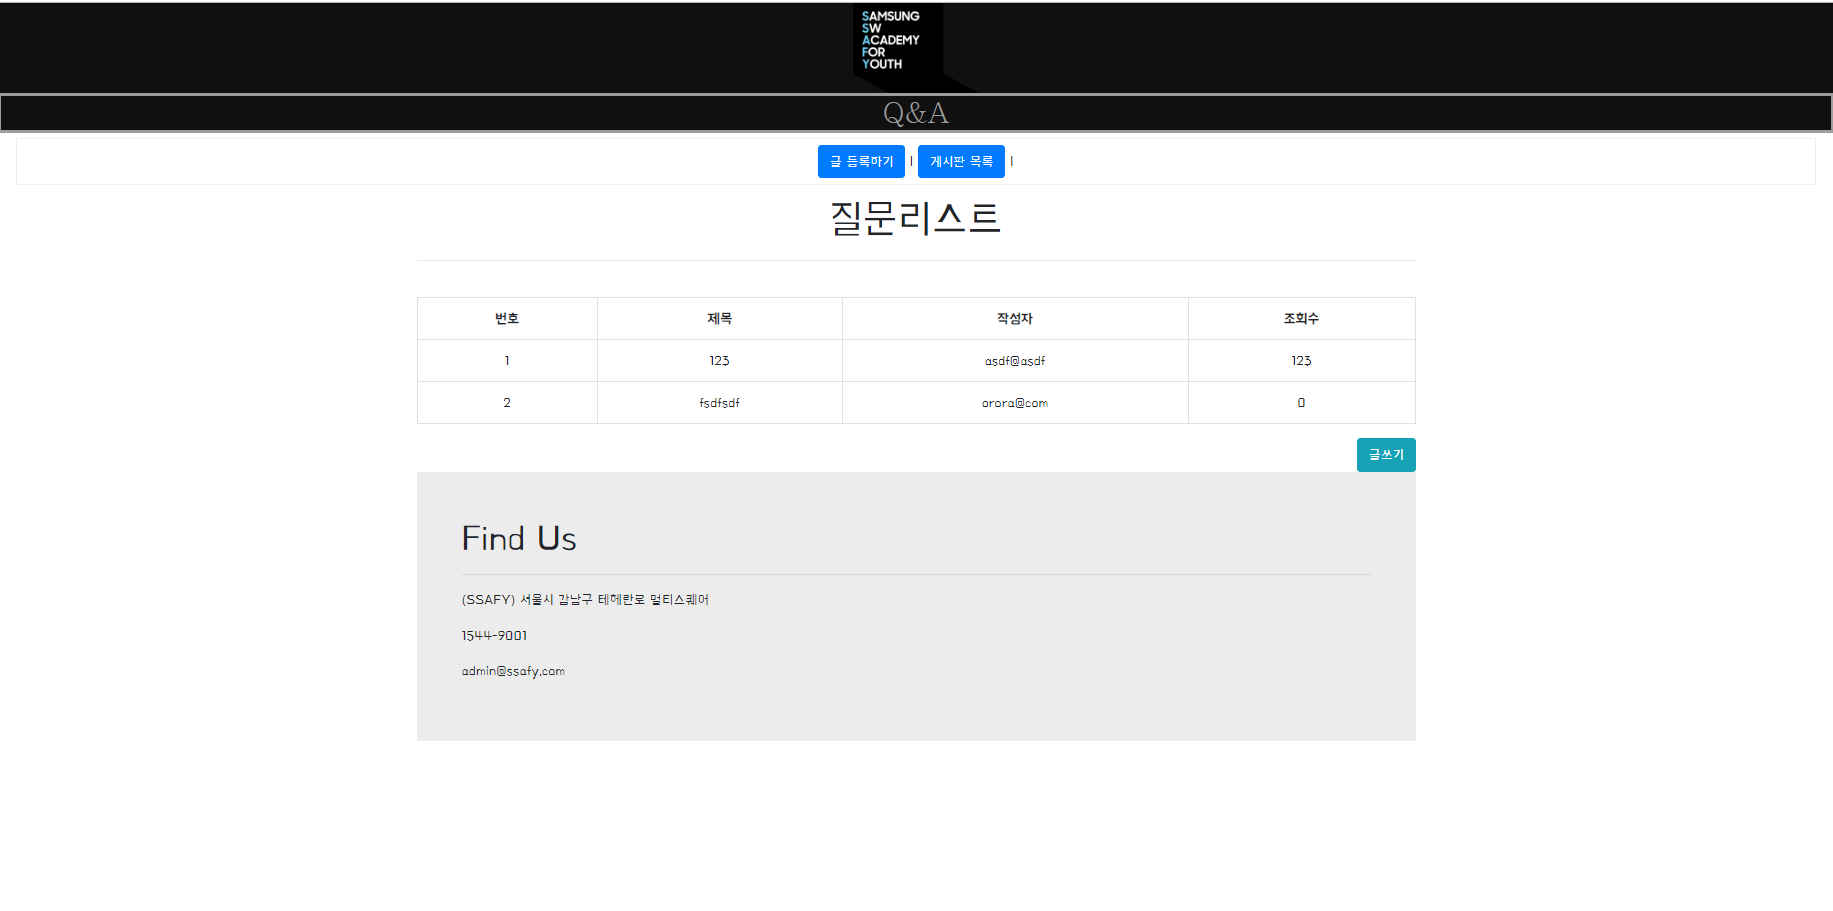 SAMSUNG
SW
ACADEMY
FOR
YOUTH
Q&A
글 등록하기 | 게시판 목록 |
질문리스트
번호 제목 작성자 조회수
1 123 asdf@asdf 123
2 fsdfsdf orora@com 0
글쓰기
Find Us
(SSAFY) 서울시 강남구 테헤란로 멀티스퀘어
1544-9001
admin@ssafy.com